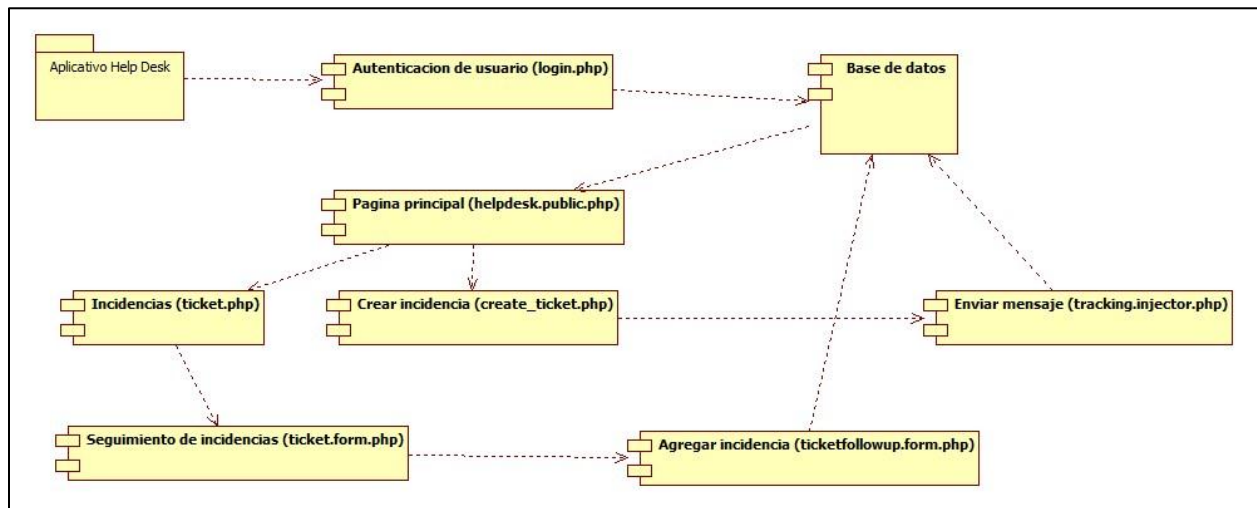 Aplicativo Help Desk
Autenticacion de usuario (login.php)
Base de datos
Pagina principal (helpdesk.public.php)
Incidencias (ticket.php)
Crear incidencia (create_ticket.php)
Enviar mensaje (tracking.injector.php)
Seguimiento de incidencias (ticket.form.php)
Agregar incidencia (ticketfollowup.form.php)